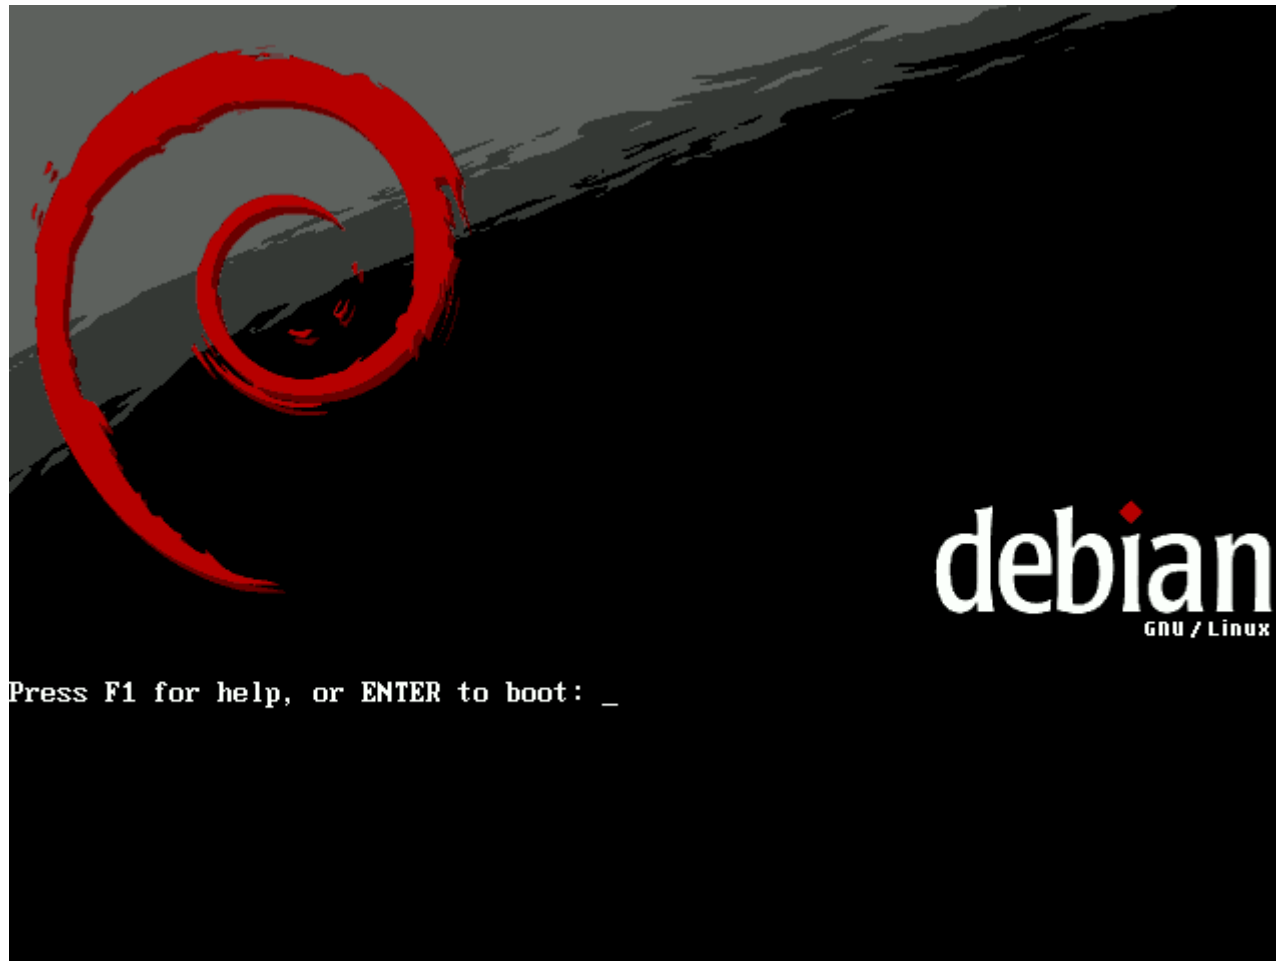 debian
GNU/Linux
Press F1 for help, or ENTER to boot: _